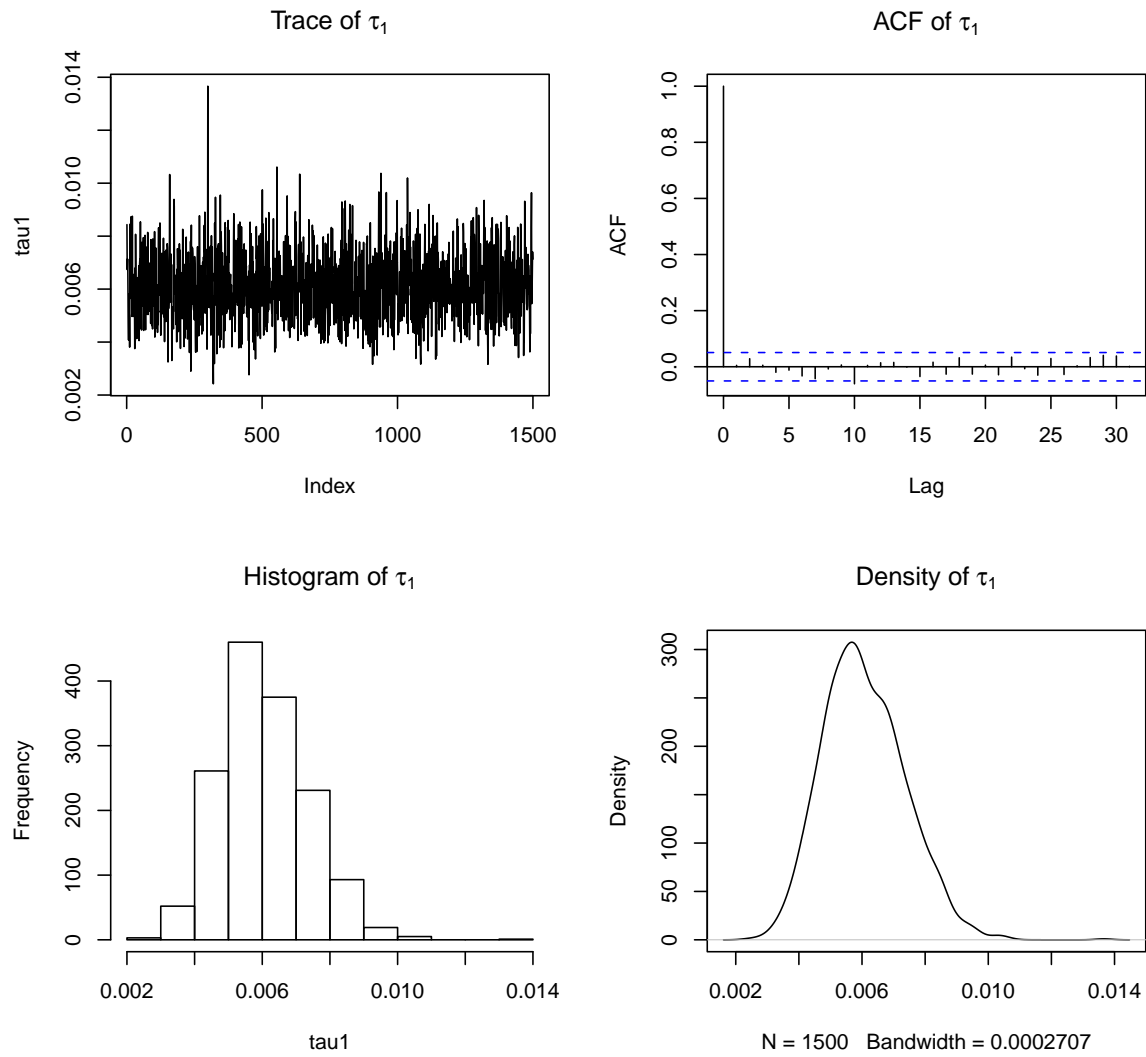 Trace of τ1
tau1
0.002 0.006 0.010 0.014
0 500 1000 1500
Index
ACF of τ1
ACF
0.0 0.2 0.4 0.6 0.8 1.0
0 5 10 15 20 25 30
Lag
Histogram of τ1
Frequency
0 100 200 300 400
0.002 0.006 0.010 0.014
tau1
Density of τ1
Density
0 50 100 200 300
0.002 0.006 0.010 0.014
N = 1500 Bandwidth = 0.0002707